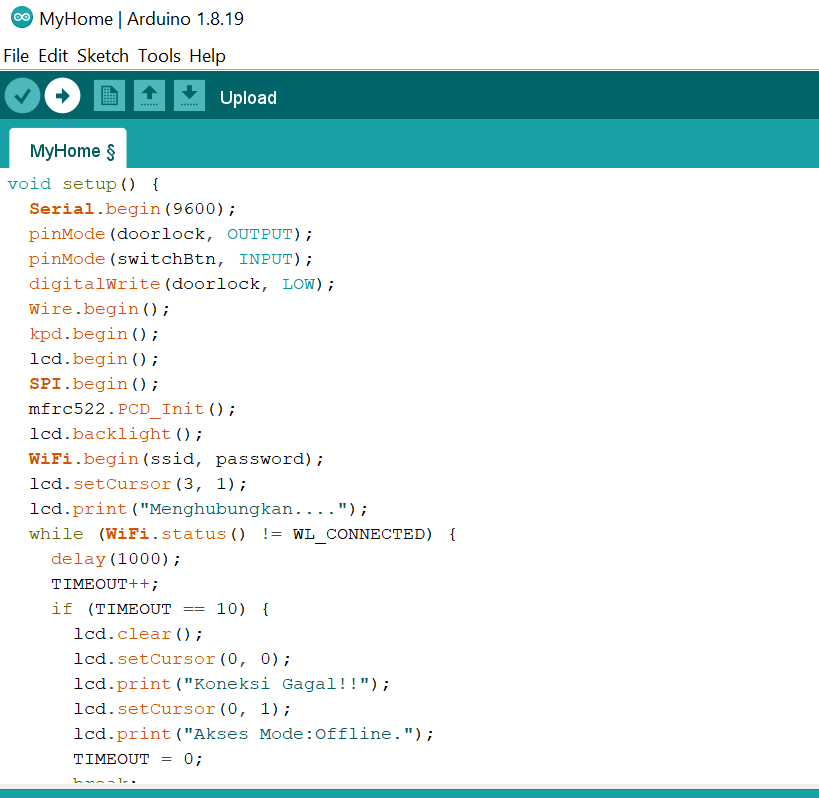 MyHome | Arduino 1.8.19
File Edit Sketch Tools Help
Upload
MyHome §
void setup() {
  Serial.begin(9600);
  pinMode(doorlock, OUTPUT);
  pinMode(switchBtn, INPUT);
  digitalWrite(doorlock, LOW);
  Wire.begin();
  kpd.begin();
  lcd.begin();
  SPI.begin();
  mfrc522.PCD_Init();
  lcd.backlight();
  WiFi.begin(ssid, password);
  lcd.setCursor(3, 1);
  lcd.print("Menghubungkan....");
  while (WiFi.status() != WL_CONNECTED) {
    delay(1000);
    TIMEOUT++;
    if (TIMEOUT == 10) {
      lcd.clear();
      lcd.setCursor(0, 0);
      lcd.print("Koneksi Gagal!!");
      lcd.setCursor(0, 1);
      lcd.print("Akses Mode:Offline.");
      TIMEOUT = 0;
      break;